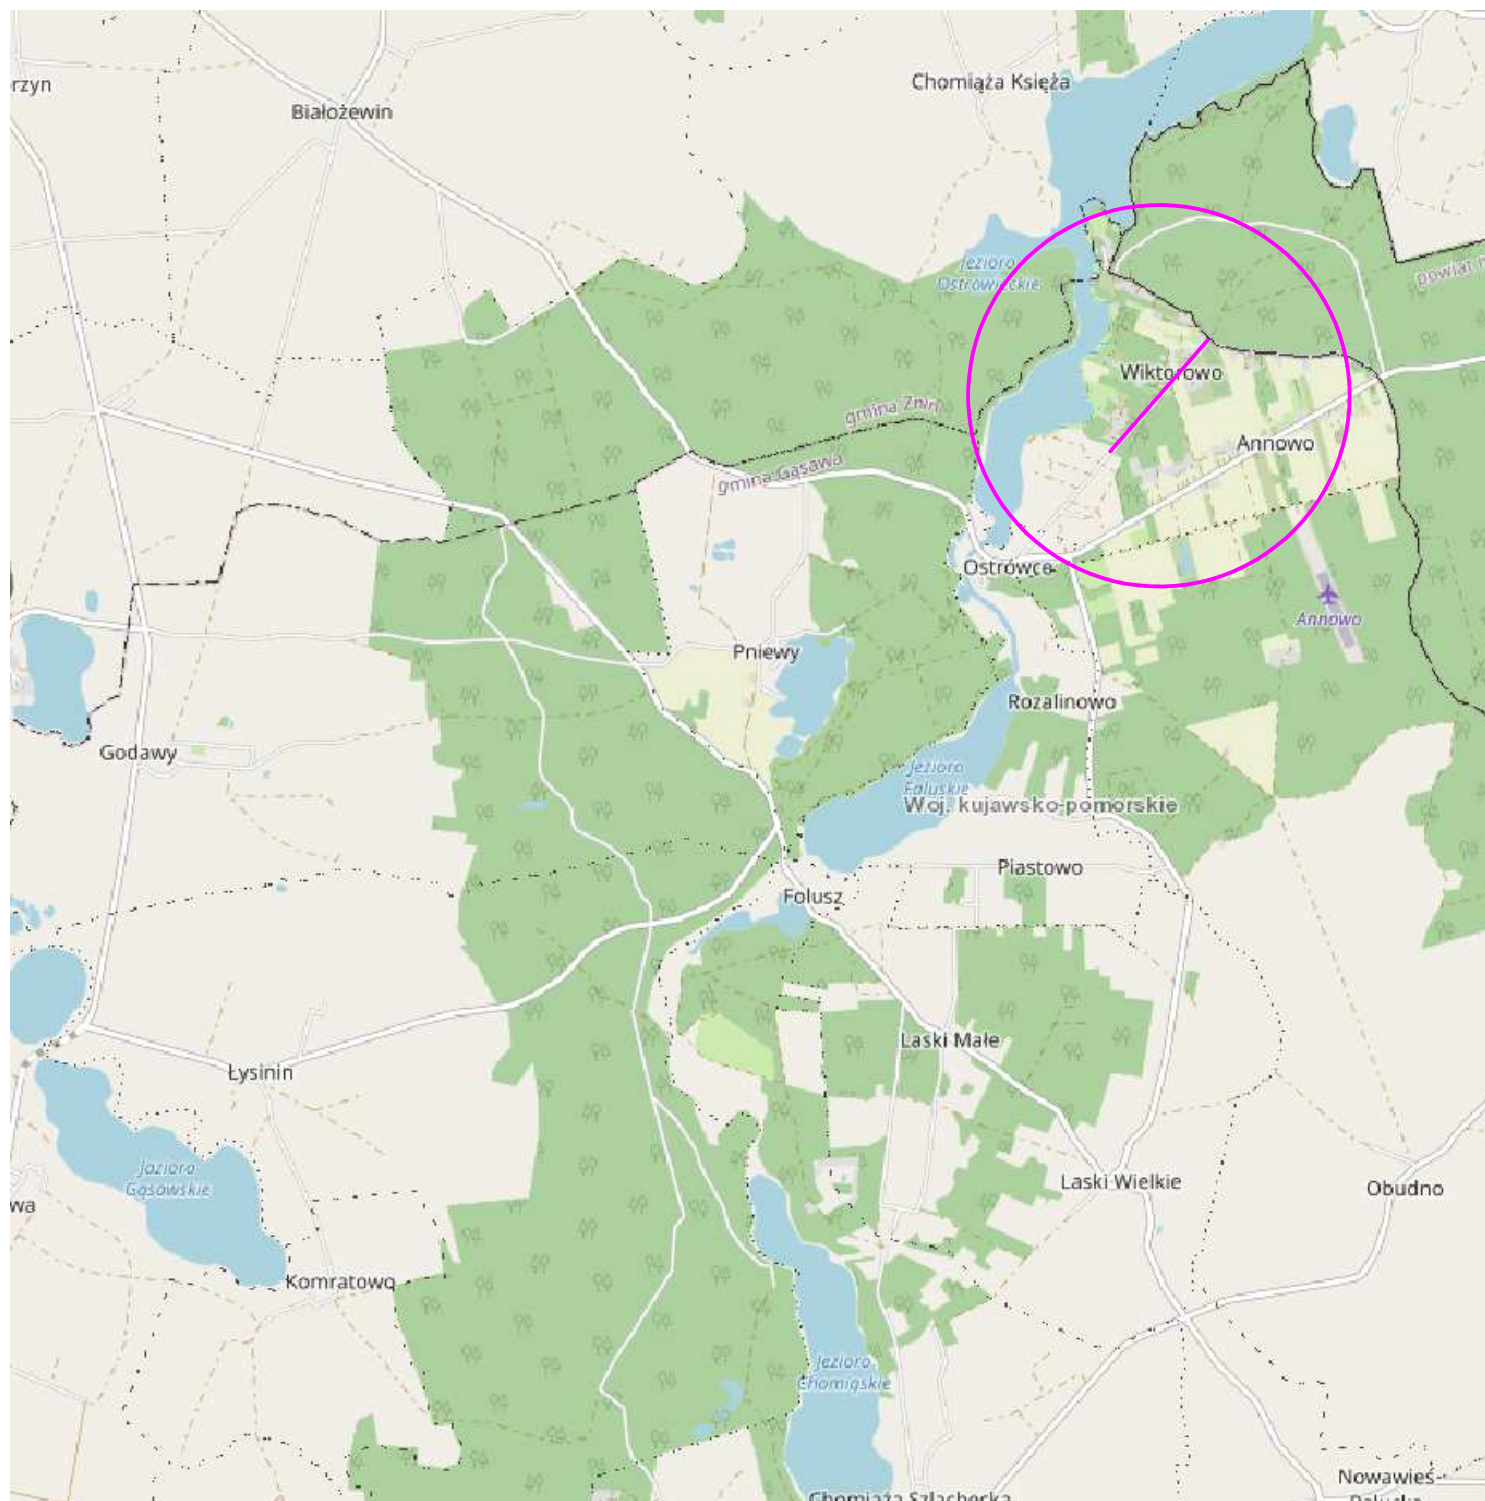 Chomiąża Księża
rzyn
Białożewin
Jezioro
Ostrowieckie
powiat
Wiktorowo
gmina Żnin
Annowo
gmina Gąsawa
Ostrówce
Annowo
Pniewy
Rozalinowo
Godawy
Jezioro
Foluskie
Woj. kujawsko-pomorskie
Piastowo
Folusz
Laski Małe
Łysinin
Jezioro
Gąsawskie
Laski Wielkie
Obudno
wa
Komratowo
Jezioro
Chomiąskie
Nowawieś-
Pałucka
Chomiąża Szlachecka